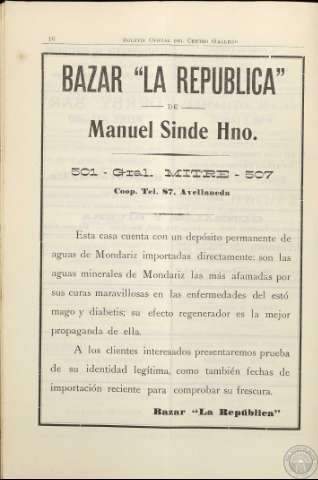 16 Boletín Oficial del Centro Gallego
BAZAR "LA REPUBLICA"
DE
Manuel Sinde Hno.
501 - Gral. MITRE - 507
Coop. Tel. 87, Avellaneda
Esta casa cuenta con un depósito permanente de
aguas de Mondariz importadas directamente: son las
aguas minerales de Mondariz las más afamadas por
sus curas maravillosas en las enfermedades del estó
mago y diabetis; su efecto regenerador es la mejor
propaganda de ella.
A los clientes interesados presentaremos prueba
de su identidad legítima, como también fechas de
importación reciente para comprobar su frescura.
Bazar "La República"